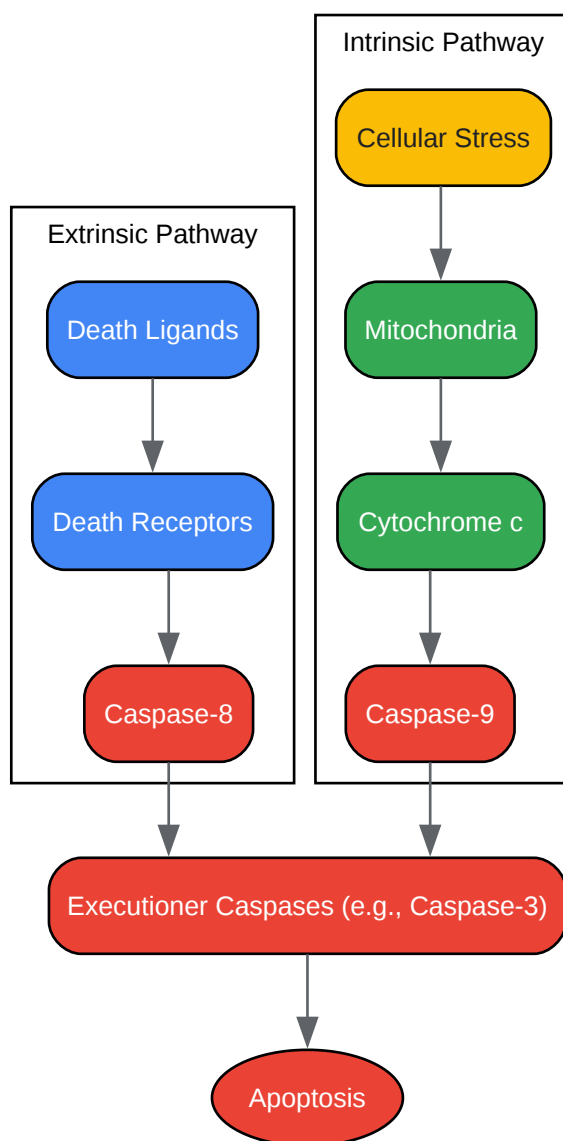 Intrinsic Pathway
Cellular Stress
Extrinsic Pathway
Death Ligands
Mitochondria
Death Receptors
Cytochrome c
Caspase-8
Caspase-9
Executioner Caspases (e.g., Caspase-3)
Apoptosis